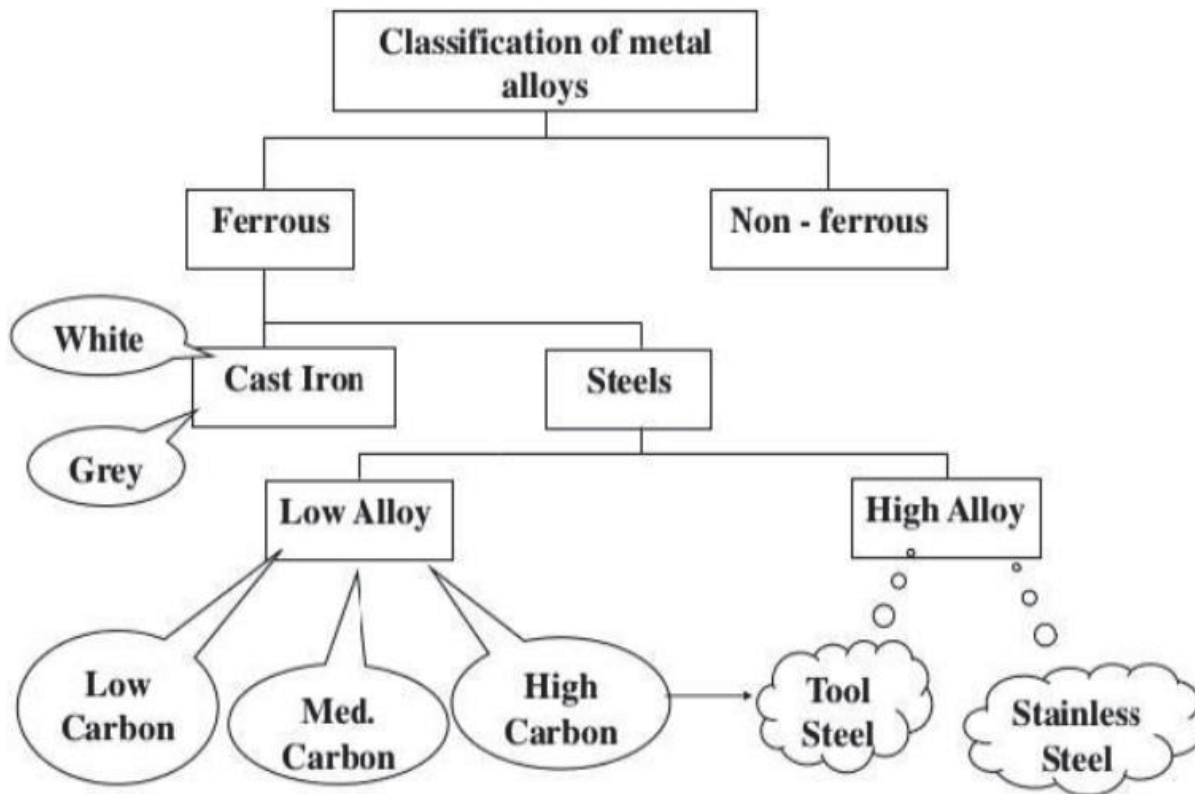 Classification of metal
alloys
Ferrous
Non - ferrous
White
Cast Iron
Steels
Grey
Low Alloy
High Alloy
Low
Carbon
Med.
Carbon
High
Carbon
Tool
Steel
Stainless
Steel